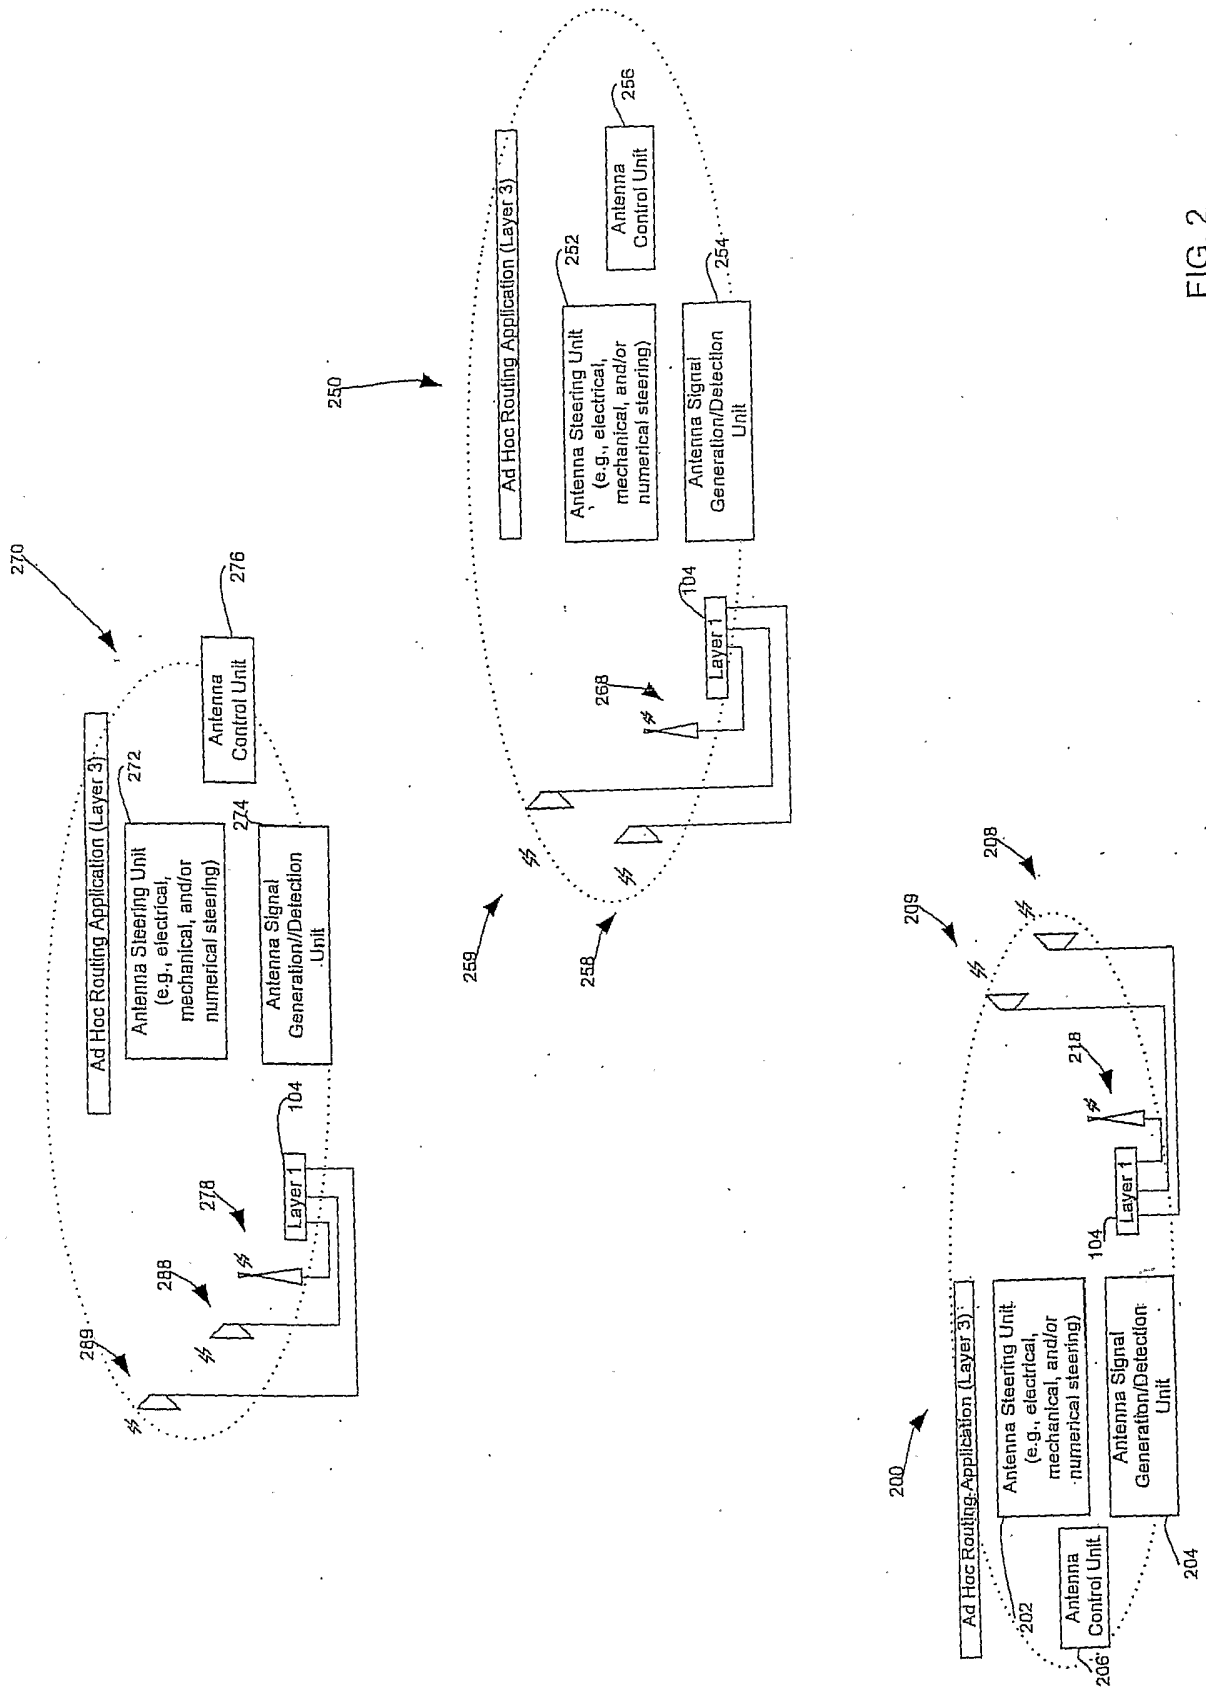 270
Ad Hoc Routing Application (Layer 3)
272
Antenna Steering Unit
(e.g., electrical,
mechanical, and/or
numerical steering)
276
Antenna
Control Unit
274
Antenna Signal
Generation//Detection
Unit
104
Layer 1
278
288
289
250
Ad Hoc Routing Application (Layer 3)
252
Antenna Steering Unit
(e.g., electrical,
mechanical, and/or
numerical steering)
256
Antenna
Control Unit
254
Antenna Signal
Generation/Detection
Unit
104
Layer 1
268
259
258
200
Ad Hoc Routing Application (Layer 3)
202
Antenna Steering Unit
(e.g., electrical,
mechanical, and/or
numerical steering)
206
Antenna
Control Unit
204
Antenna Signal
Generation/Detection
Unit
104
Layer 1
218
209
208
FIG. 2